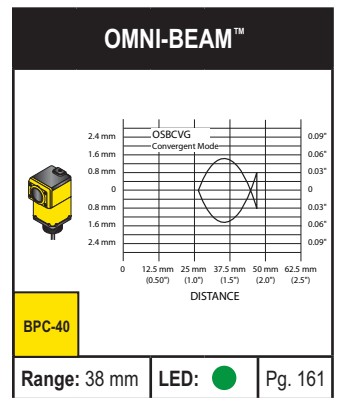 OMNI-BEAM™
OSBCVG
Convergent Mode
2.4 mm 0.09"
1.6 mm 0.06"
0.8 mm 0.03"
0 0
0.8 mm 0.03"
1.6 mm 0.06"
2.4 mm 0.09"
0 12.5 mm 25 mm 37.5 mm 50 mm 62.5 mm
(0.50") (1.0") (1.5") (2.0") (2.5")
DISTANCE
BPC-40
Range: 38 mm LED: Pg. 161